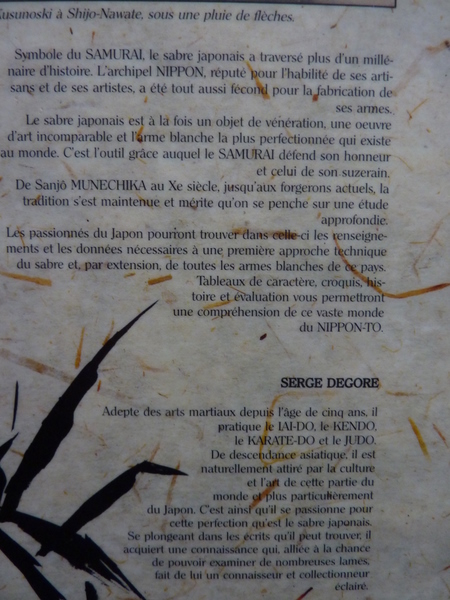 Kusunoski à Shijo-Nawate, sous une pluie de flèches.
Symbole du SAMURAI, le sabre japonais a traversé plus d'un millé-
naire d'histoire. L'archipel NIPPON, réputé pour l'habilité de ses arti-
sans et de ses artistes, a été tout aussi fécond pour la fabrication de
ses armes.
Le sabre japonais est à la fois un objet de vénération, une oeuvre
d'art incomparable et l'arme blanche la plus perfectionnée qui existe
au monde. C'est l'outil grâce auquel le SAMURAI défend son honneur
et celui de son suzerain.
De Sanjô MUNECHIKA au Xe siècle, jusqu'aux forgerons actuels, la
tradition s'est maintenue et mérite qu'on se penche sur une étude
approfondie.
Les passionnés du Japon pourront trouver dans celle-ci les renseigne-
ments et les données nécessaires à une première approche technique
du sabre et, par extension, de toutes les armes blanches de ce pays.
Tableaux de caractère, croquis, his-
toire et évaluation vous permettront
une compréhension de ce vaste monde
du NIPPON-TO.
SERGE DEGORE
Adepte des arts martiaux depuis l'âge de cinq ans, il
pratique le IAI-DO, le KENDO,
le KARATE-DO et le JUDO.
De descendance asiatique, il est
naturellement attiré par la culture
et l'art de cette partie du
monde et plus particulièrement
du Japon. C'est ainsi qu'il se passionne pour
cette perfection qu'est le sabre japonais.
Se plongeant dans les écrits qu'il peut trouver, il
acquiert une connaissance qui, alliée à la chance
de pouvoir examiner de nombreuses lames,
fait de lui un connaisseur et collectionneur
éclairé.